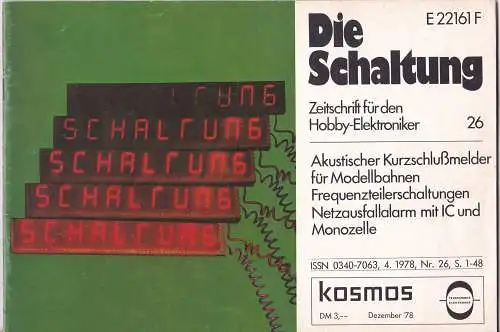 E 22161 F
Die
Schaltung
Zeitschrift für den
Hobby-Elektroniker 26
Akustischer Kurzschlußmelder
für Modellbahnen
Frequenzteilerschaltungen
Netzausfallalarm mit IC und
Monozelle
ISSN 0340-7063, 4. 1978, Nr. 26, S. 1-48
kosmos
DM 3,-- Dezember '78
RUNG
SCHALTUNG
SCHALTUNG
SCHALTUNG
SCHALTUNG